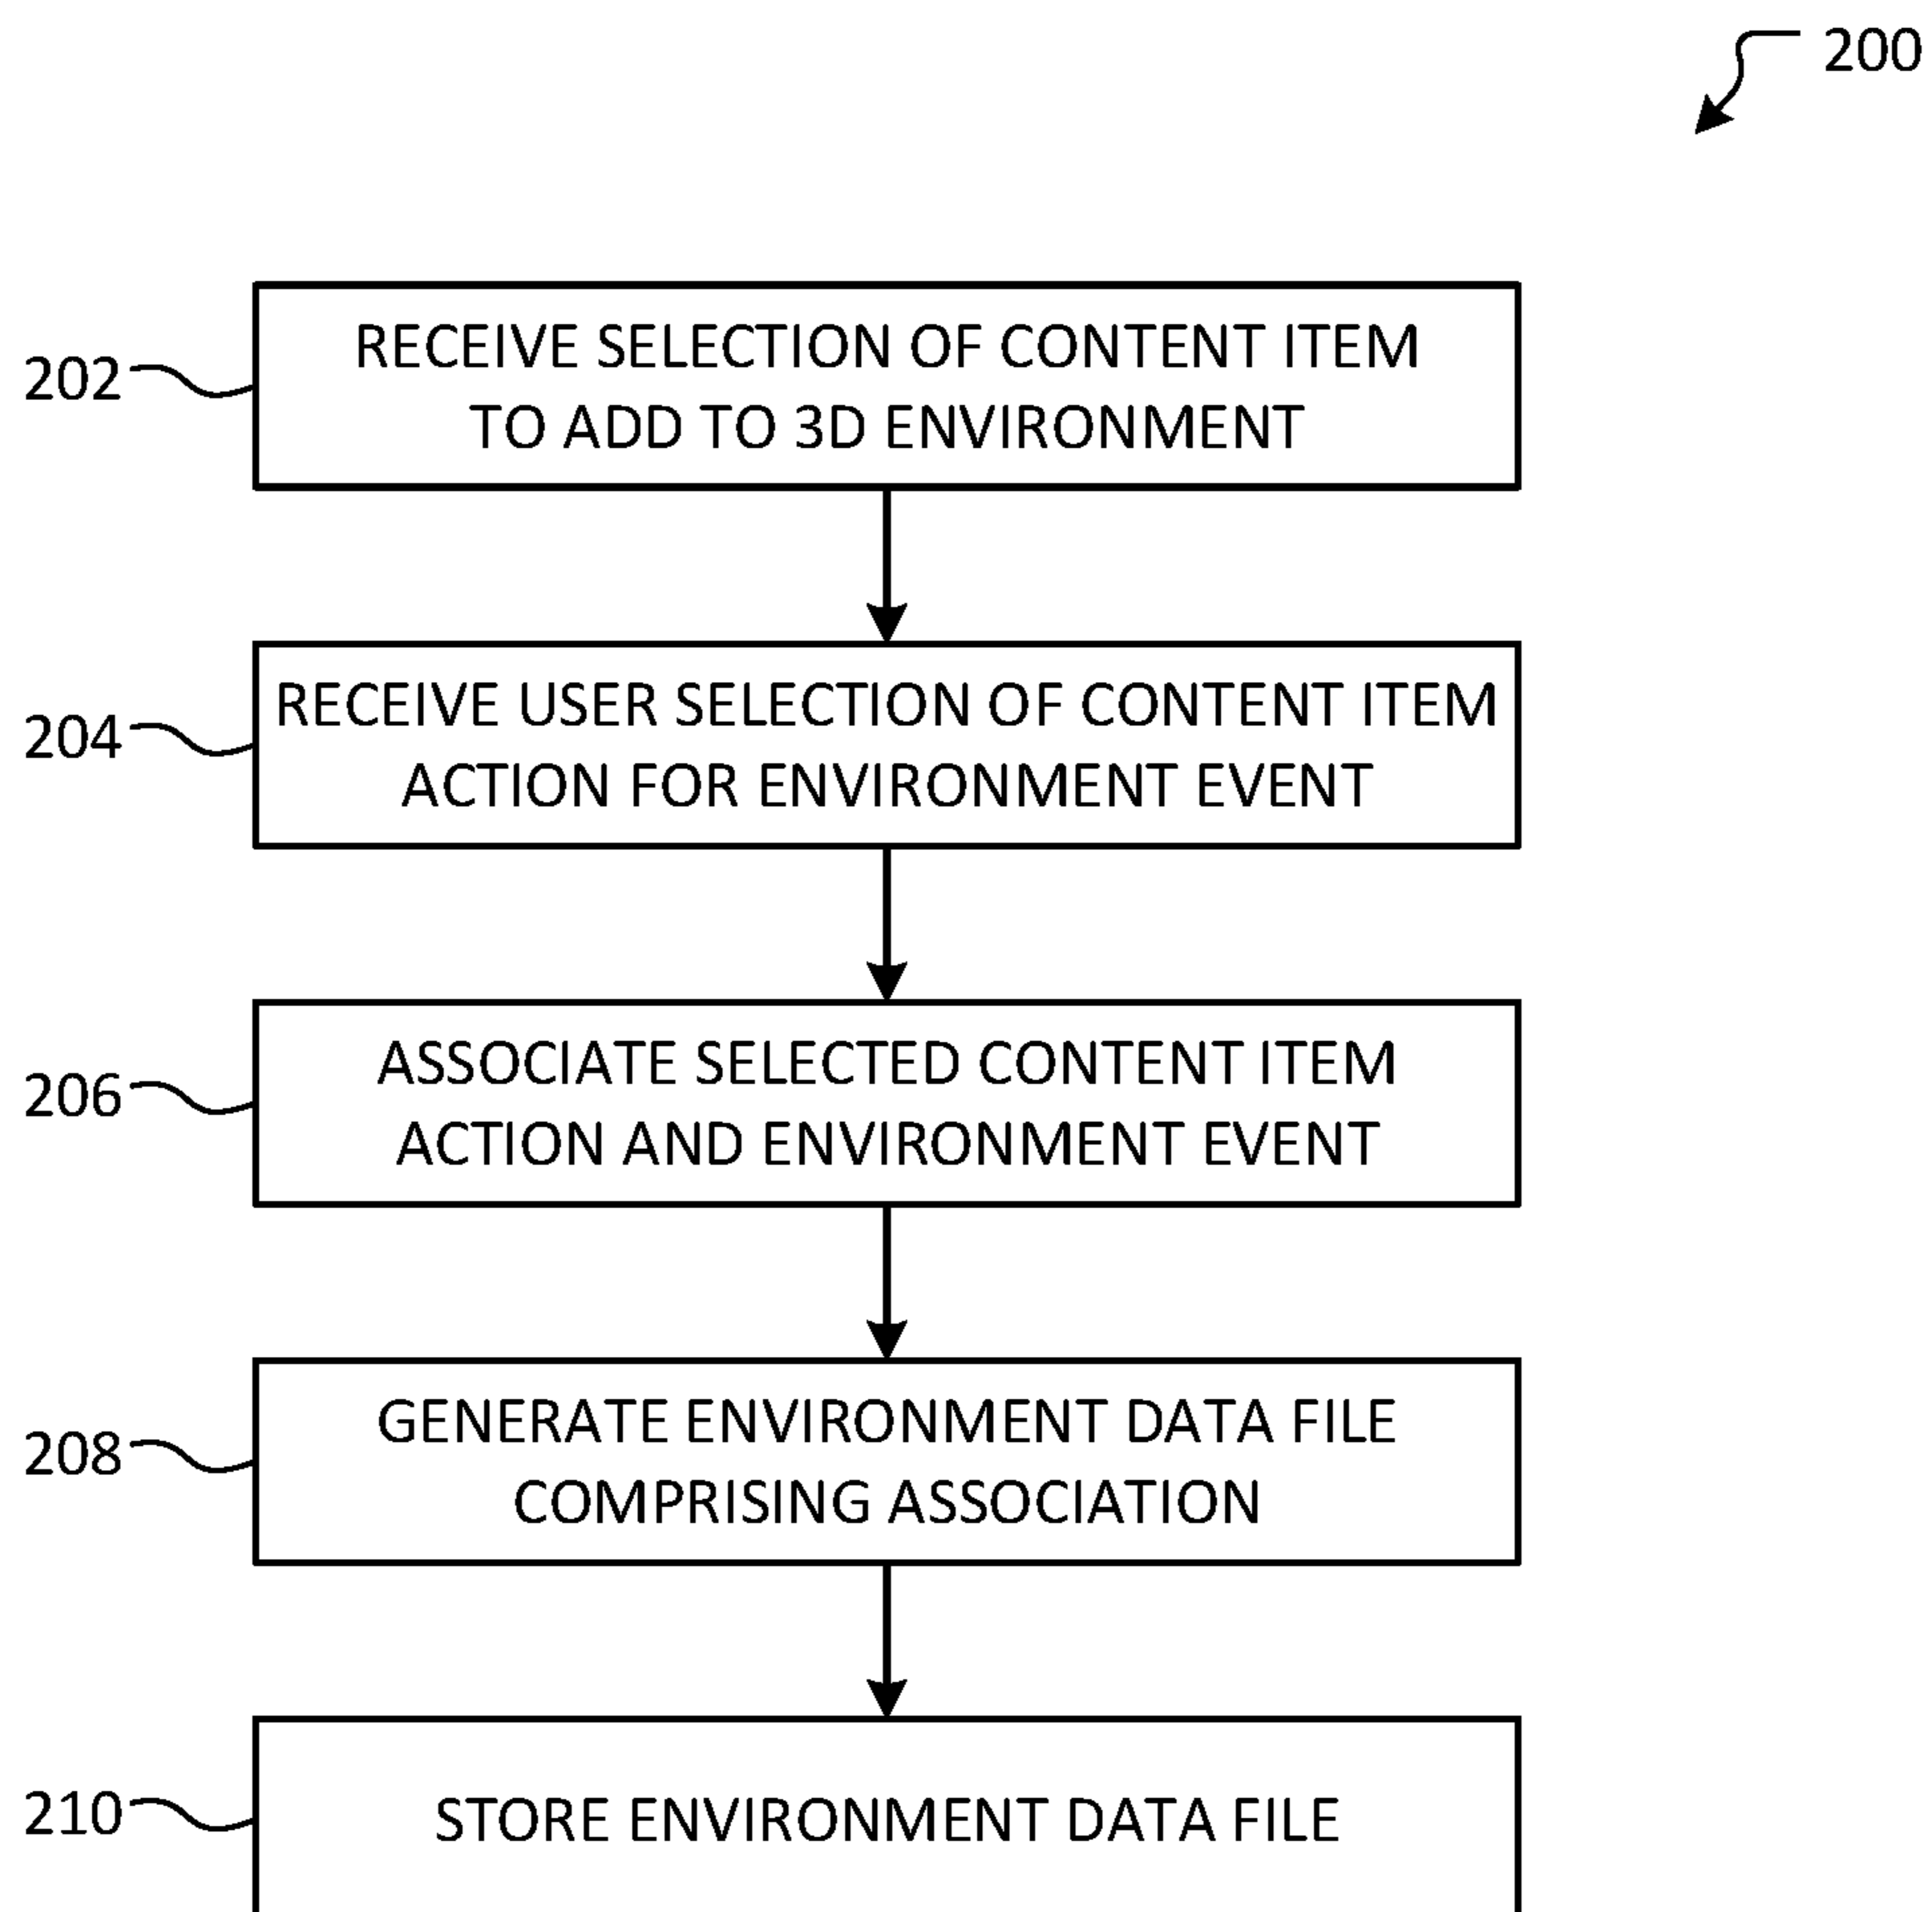 200
202
RECEIVE SELECTION OF CONTENT ITEM
TO ADD TO 3D ENVIRONMENT
204
RECEIVE USER SELECTION OF CONTENT ITEM
ACTION FOR ENVIRONMENT EVENT
206
ASSOCIATE SELECTED CONTENT ITEM
ACTION AND ENVIRONMENT EVENT
208
GENERATE ENVIRONMENT DATA FILE
COMPRISING ASSOCIATION
210
STORE ENVIRONMENT DATA FILE